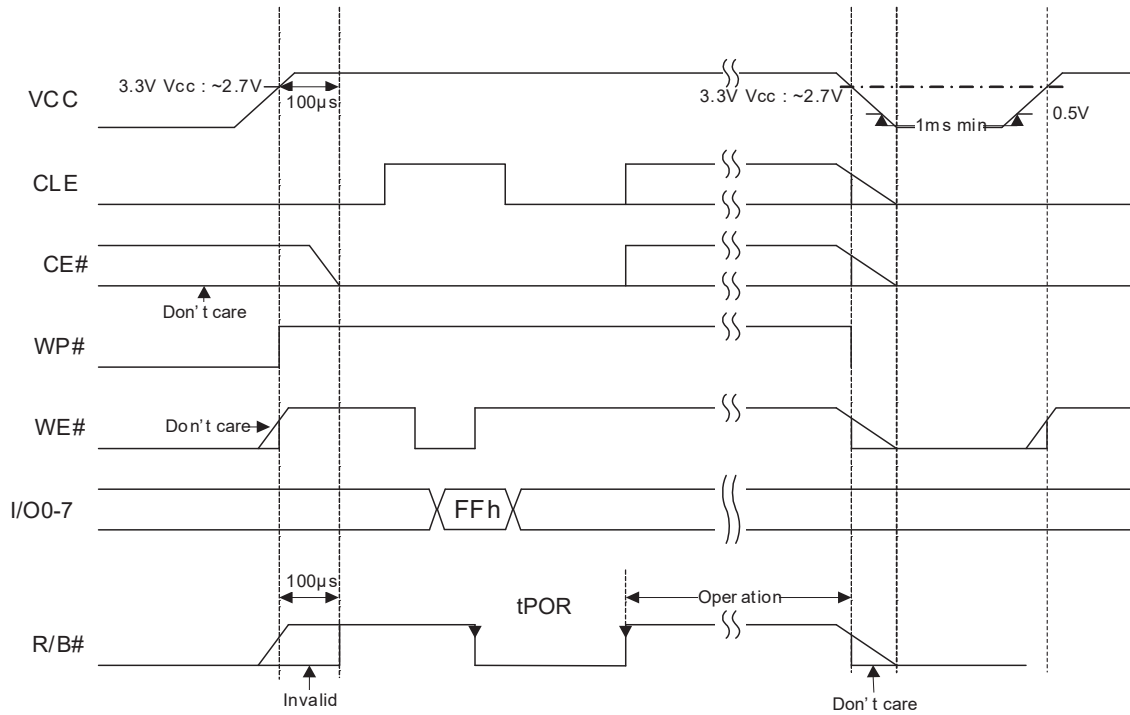 3.3V Vcc : ~2.7V
100µs
VCC
3.3V Vcc : ~2.7V
1ms min
0.5V
CLE
CE#
Don't care
WP#
Don't care
WE#
I/O0-7
FFh
100µs
tPOR
Operation
R/B#
Invalid
Don't care